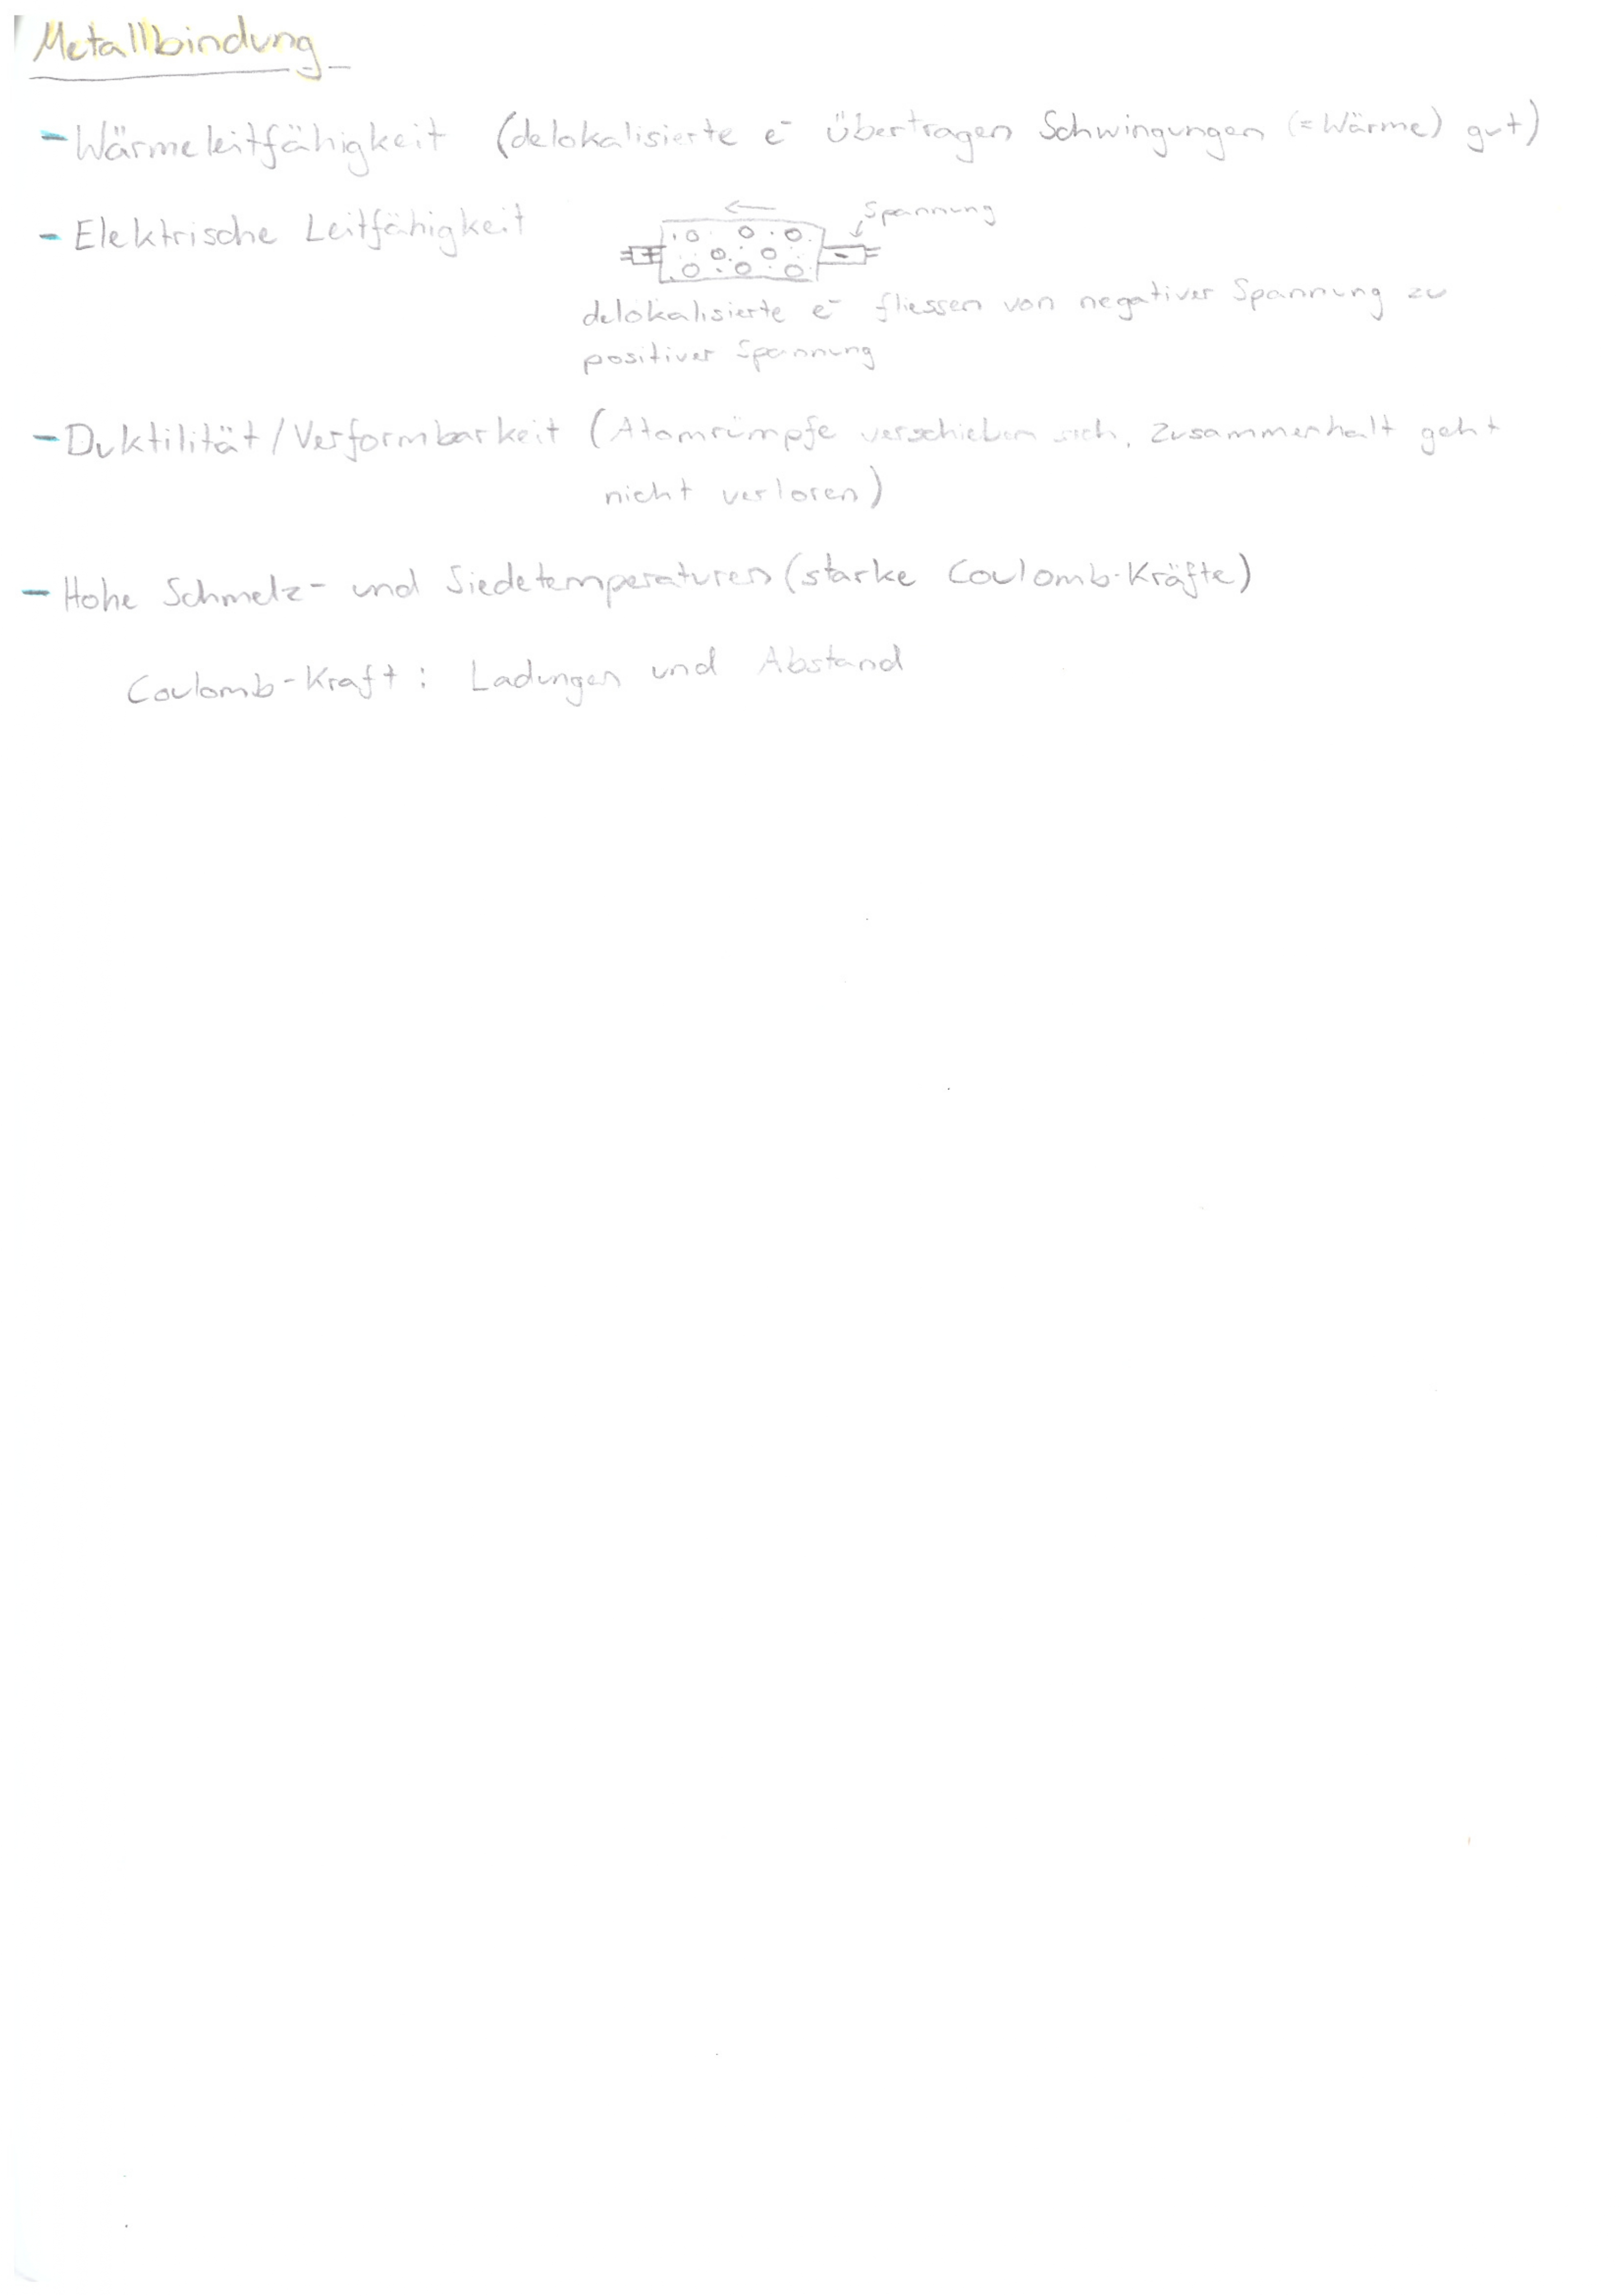 Metallbindung
- Wärmeleitfähigkeit (delokalisierte e⁻ übertragen Schwingungen (= Wärme) gut)
- Elektrische Leitfähigkeit
← Spannung
+ -
delokalisierte e⁻ fliessen von negativer Spannung zu
positiver Spannung
- Duktilität/Verformbarkeit (Atomrümpfe verschieben sich, Zusammenhalt geht
nicht verloren)
- Hohe Schmelz- und Siedetemperaturen (starke Coulomb-Kräfte)
Coulomb-Kraft: Ladungen und Abstand